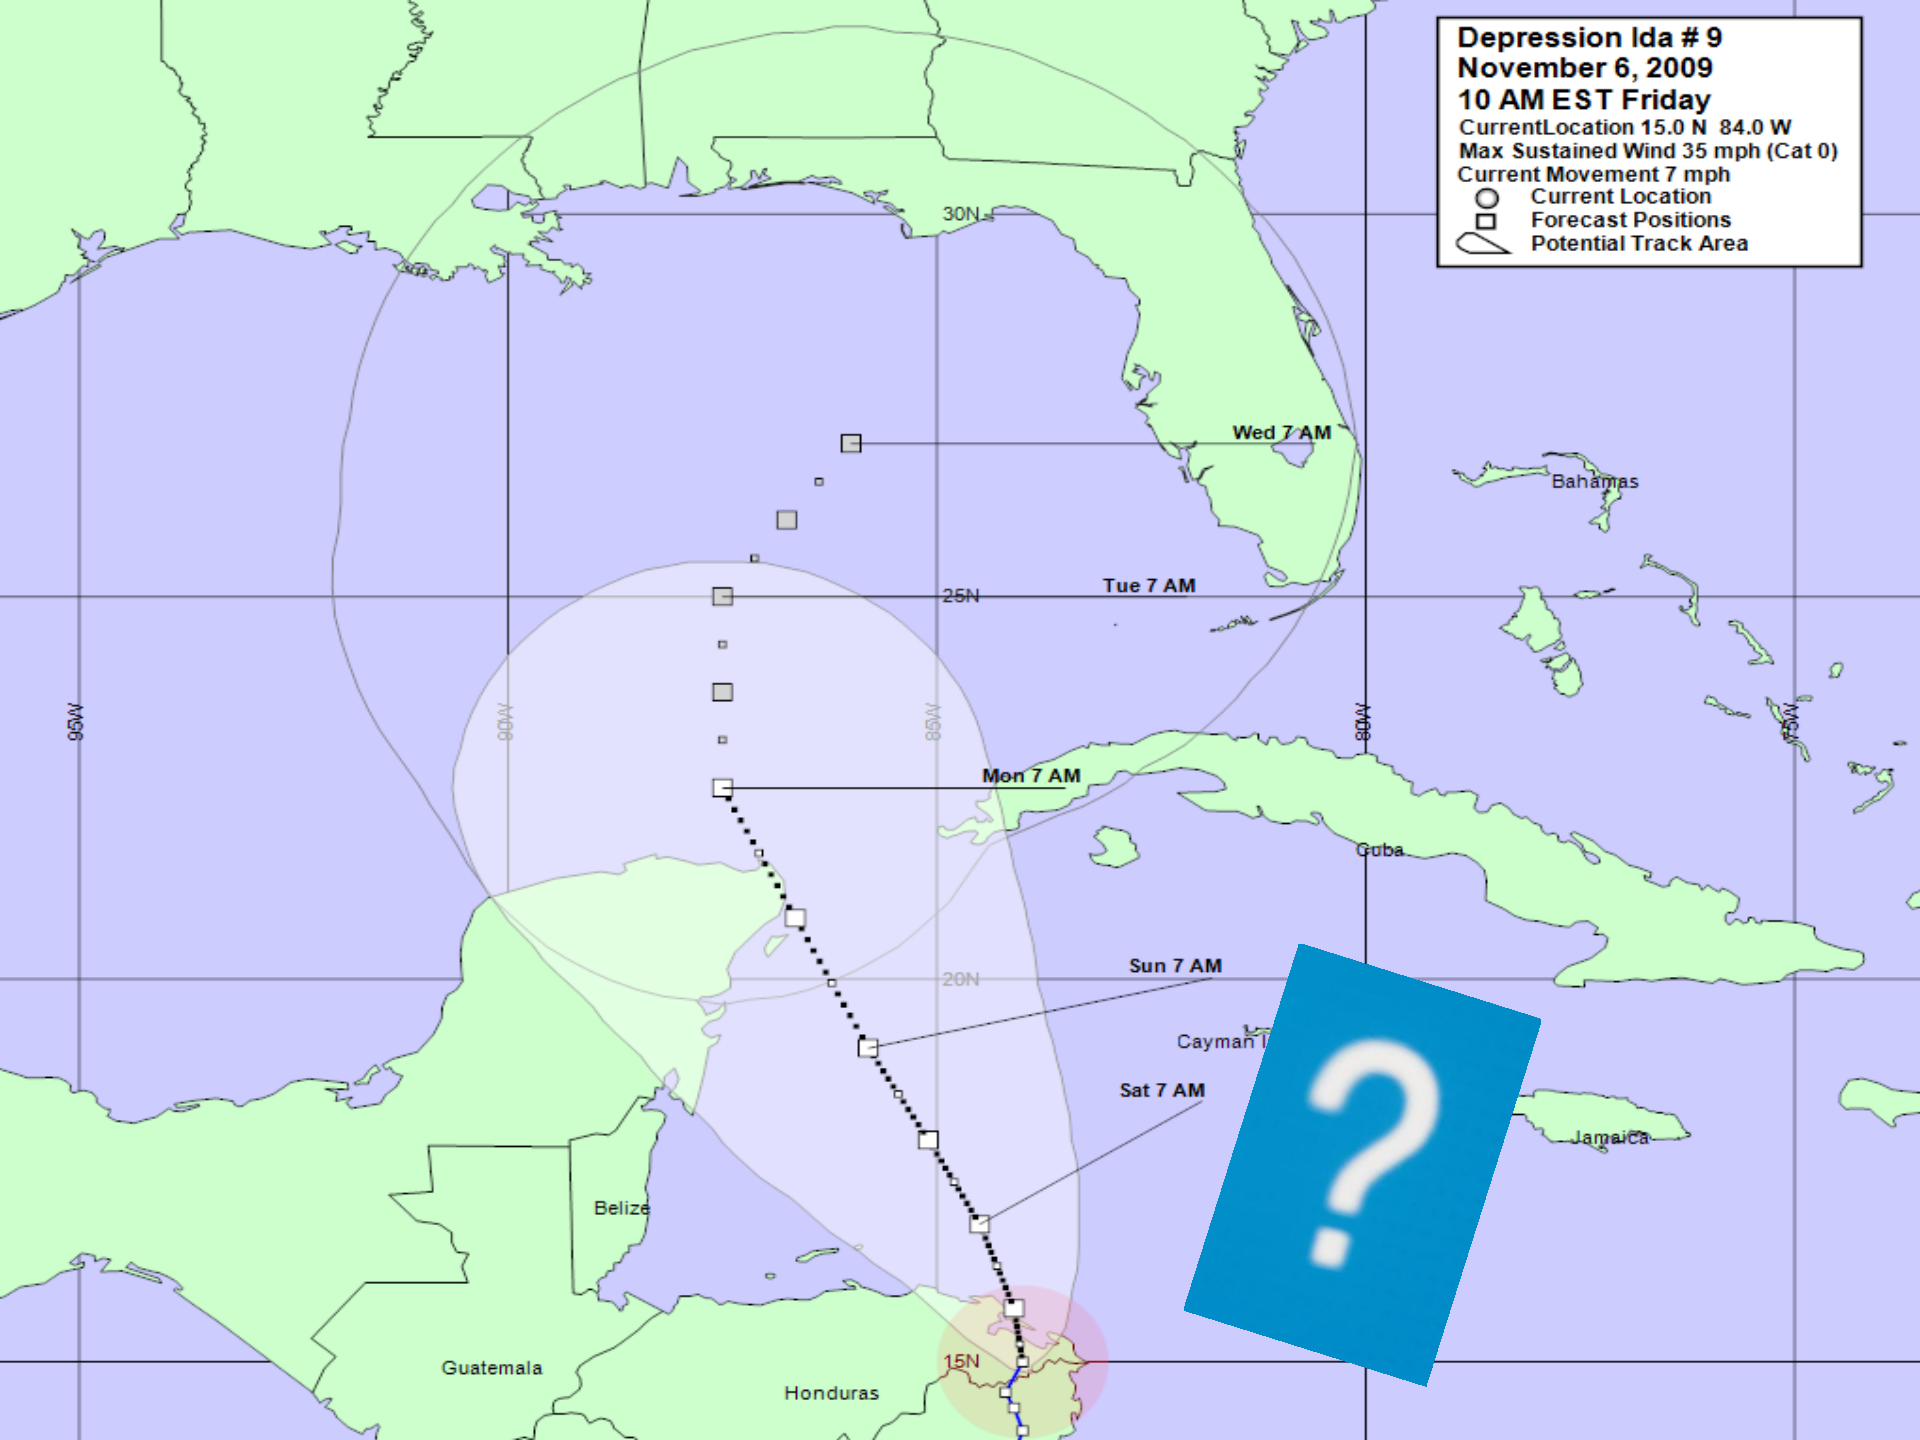 Depression Ida # 9
November 6, 2009
10 AM EST Friday
CurrentLocation 15.0 N 84.0 W
Max Sustained Wind 35 mph (Cat 0)
Current Movement 7 mph
Current Location
Forecast Positions
Potential Track Area
30N
Wed 7 AM
Bahamas
Tue 7 AM
25N
95W
90W
85W
80W
75W
Mon 7 AM
Cuba
Sun 7 AM
20N
Cayman I
Sat 7 AM
Jamaica
Belize
15N
Guatemala
Honduras
?